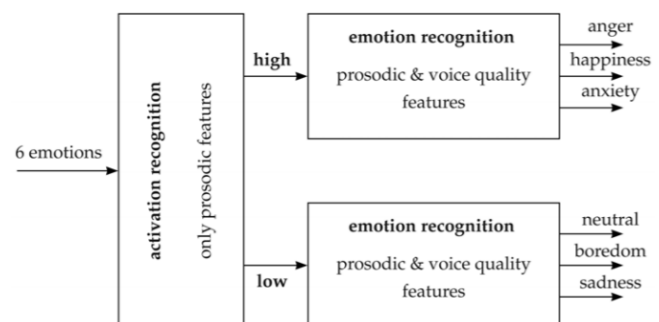 6 emotions
activation recognition
only prosodic features
high
emotion recognition
prosodic & voice quality
features
anger
happiness
anxiety
low
emotion recognition
prosodic & voice quality
features
neutral
boredom
sadness